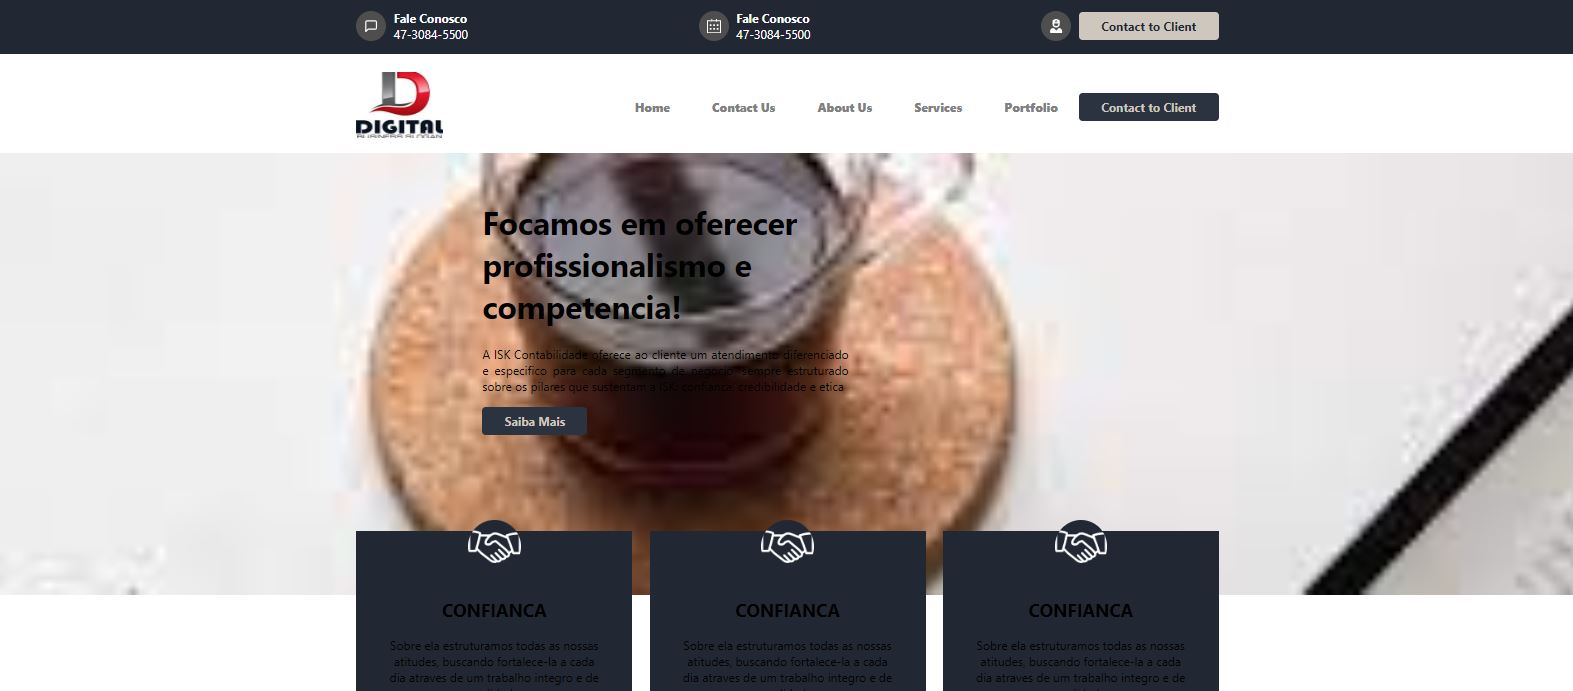 Fale Conosco
47-3084-5500
Fale Conosco
47-3084-5500
Contact to Client
DIGITAL
BUSINESS SLOGAN
Home
Contact Us
About Us
Services
Portfolio
Contact to Client
Focamos em oferecer
profissionalismo e
competencia!
A ISK Contabilidade oferece ao cliente um atendimento diferenciado
e especifico para cada segmento de negocio, sempre estruturado
sobre os pilares que sustentam a ISK: confianca, credibilidade e etica
Saiba Mais
CONFIANCA
Sobre ela estruturamos todas as nossas
atitudes, buscando fortalece-la a cada
dia atraves de um trabalho integro e de
CONFIANCA
Sobre ela estruturamos todas as nossas
atitudes, buscando fortalece-la a cada
dia atraves de um trabalho integro e de
CONFIANCA
Sobre ela estruturamos todas as nossas
atitudes, buscando fortalece-la a cada
dia atraves de um trabalho integro e de